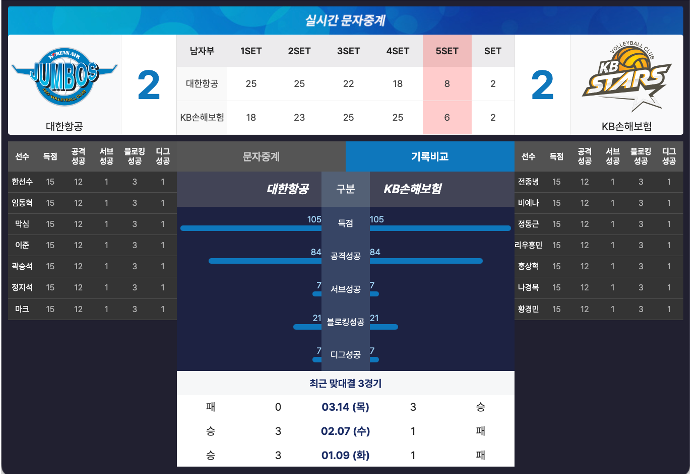 실시간 문자중계
KOREAN AIR
JUMBOS
대한항공
2
남자부 1SET 2SET 3SET 4SET 5SET SET
대한항공 25 25 22 18 8 2
KB손해보험 18 23 25 25 6 2
2
VOLLEYBALL CLUB
KB
STARS
KB손해보험
선수 득점 공격성공 서브성공 블로킹성공 디그성공
한선수 15 12 1 3 1
임동혁 15 12 1 3 1
막심 15 12 1 3 1
이준 15 12 1 3 1
곽승석 15 12 1 3 1
정지석 15 12 1 3 1
마크 15 12 1 3 1
문자중계 기록비교
대한항공 구분 KB손해보험
105 득점 105
84 공격성공 84
7 서브성공 7
21 블로킹성공 21
7 디그성공 7
최근 맞대결 3경기
패 0 03.14 (목) 3 승
승 3 02.07 (수) 1 패
승 3 01.09 (화) 1 패
선수 득점 공격성공 서브성공 블로킹성공 디그성공
전종녕 15 12 1 3 1
비예나 15 12 1 3 1
정동근 15 12 1 3 1
리우훙민 15 12 1 3 1
홍상혁 15 12 1 3 1
나경복 15 12 1 3 1
황경민 15 12 1 3 1